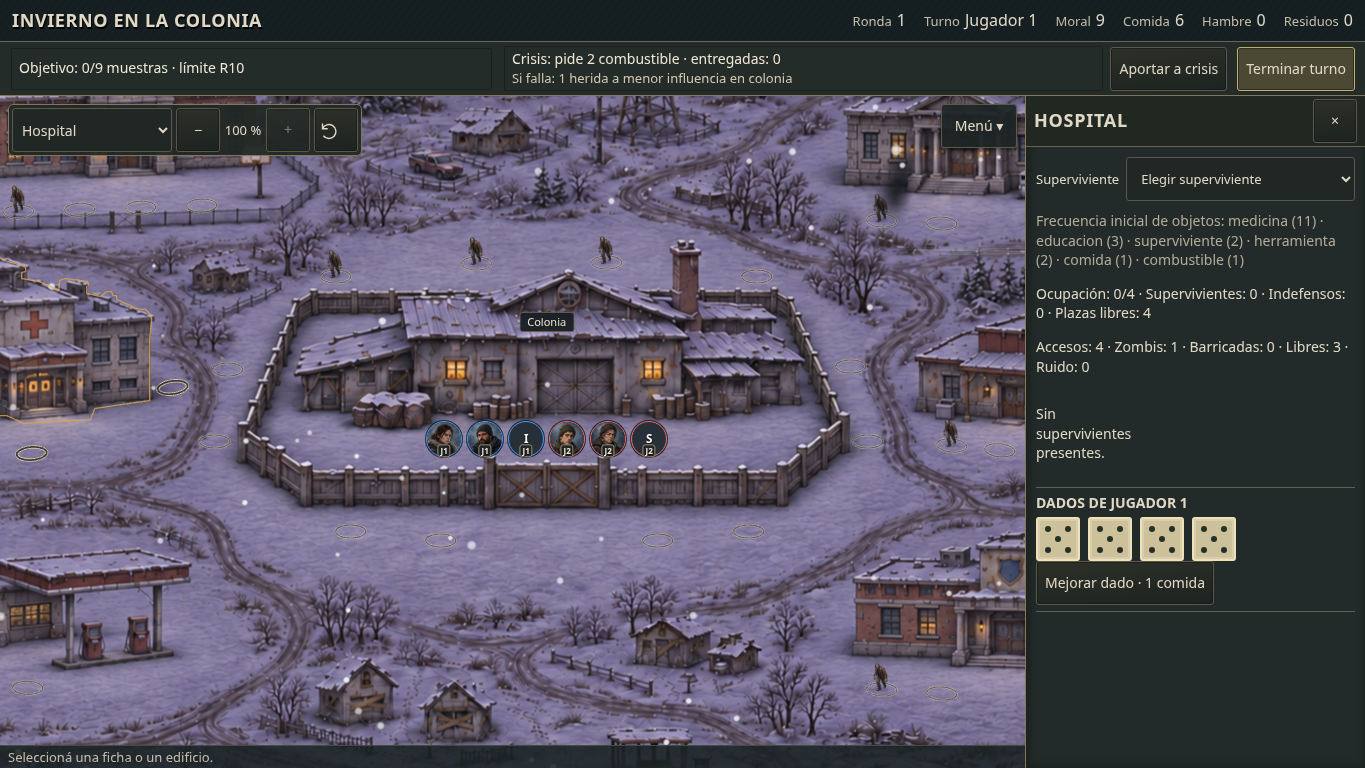 INVIERNO EN LA COLONIA
Ronda 1 Turno Jugador 1 Moral 9 Comida 6 Hambre 0 Residuos 0
Objetivo: 0/9 muestras · límite R10
Crisis: pide 2 combustible · entregadas: 0
Si falla: 1 herida a menor influencia en colonia
Aportar a crisis
Terminar turno
Hospital
− 100 % +
Menú ▾
Colonia
J1 J1 I J1 J2 J2 S J2
HOSPITAL
×
Superviviente
Elegir superviviente
Frecuencia inicial de objetos: medicina (11) ·
educacion (3) · superviviente (2) · herramienta
(2) · comida (1) · combustible (1)
Ocupación: 0/4 · Supervivientes: 0 · Indefensos:
0 · Plazas libres: 4
Accesos: 4 · Zombis: 1 · Barricadas: 0 · Libres: 3 ·
Ruido: 0
Sin
supervivientes
presentes.
DADOS DE JUGADOR 1
Mejorar dado · 1 comida
Seleccioná una ficha o un edificio.